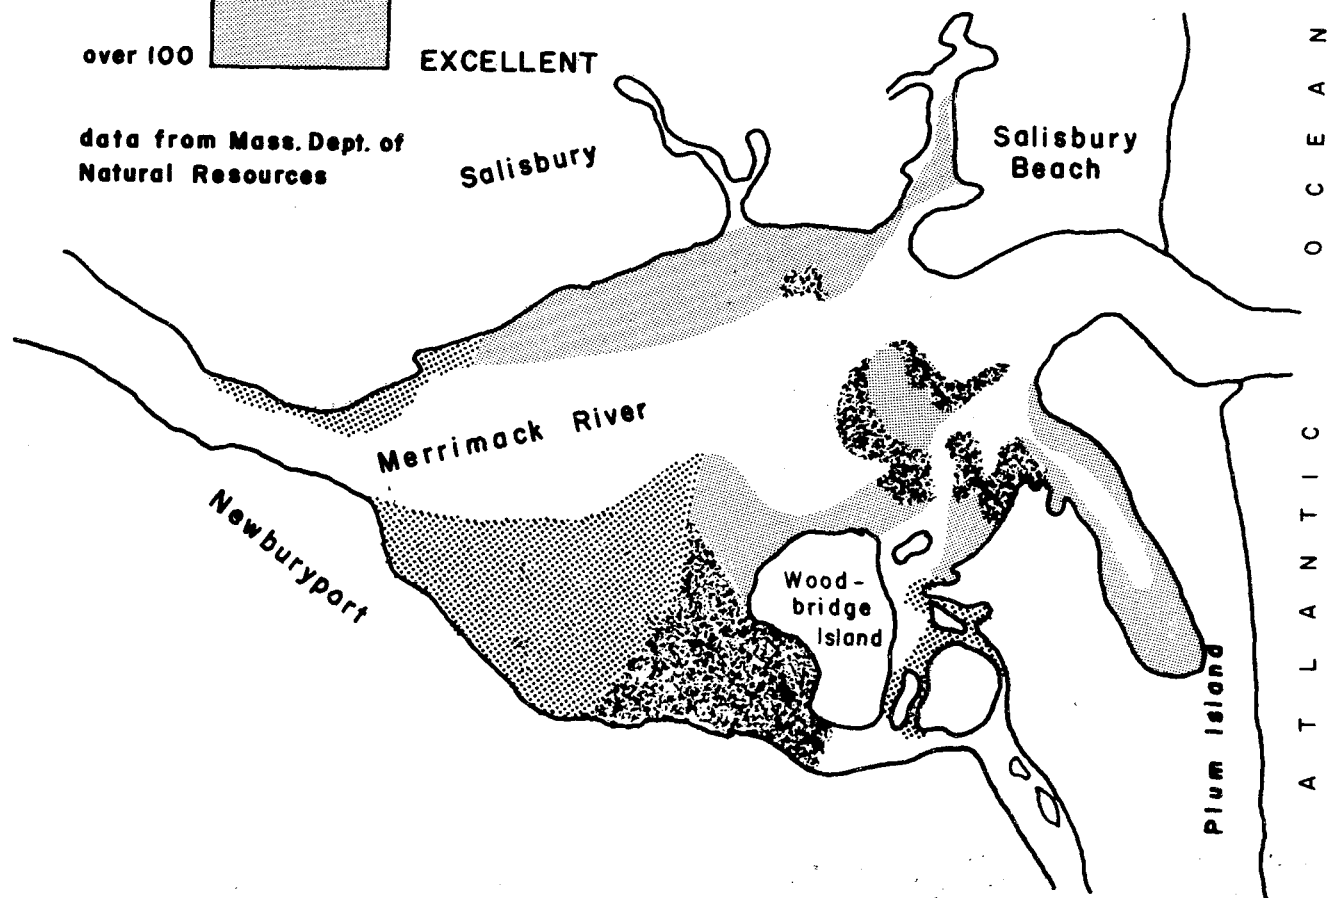 over 100 EXCELLENT
data from Mass. Dept. of
Natural Resources
Salisbury
Salisbury
Beach
Merrimack River
Newburyport
Wood-
bridge
Island
Plum Island
ATLANTIC OCEAN